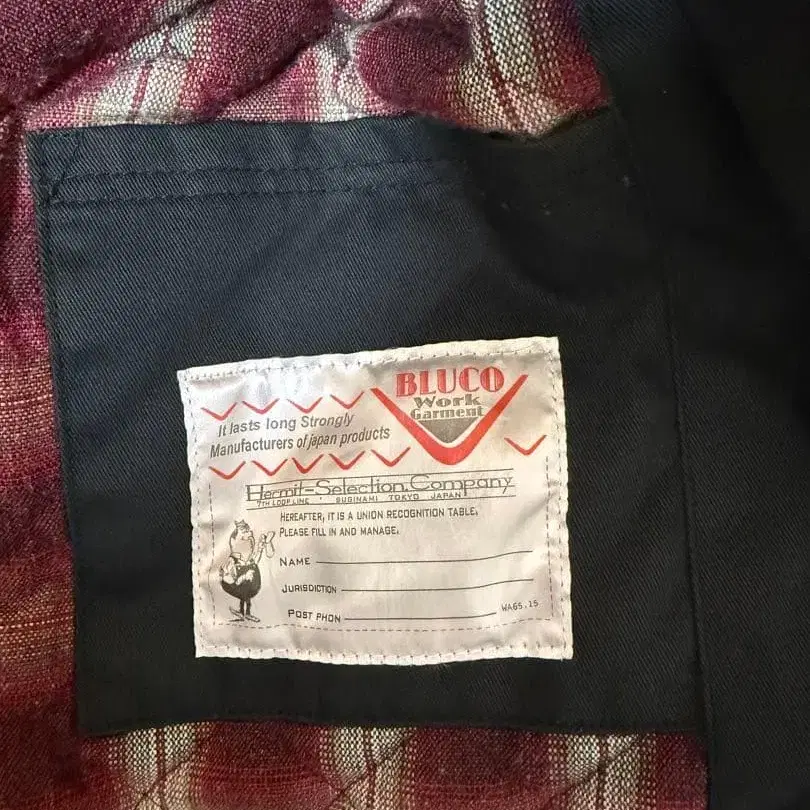 BLUCO
Work
Garment
It lasts long Strongly
Manufacturers of japan products
Hermit-Selection Company
7TH LOOP LINE · SUGINAMI TOKYO JAPAN
HEREAFTER, IT IS A UNION RECOGNITION TABLE.
PLEASE FILL IN AND MANAGE.
NAME
JURISDICTION
POST PHON
WA65.15